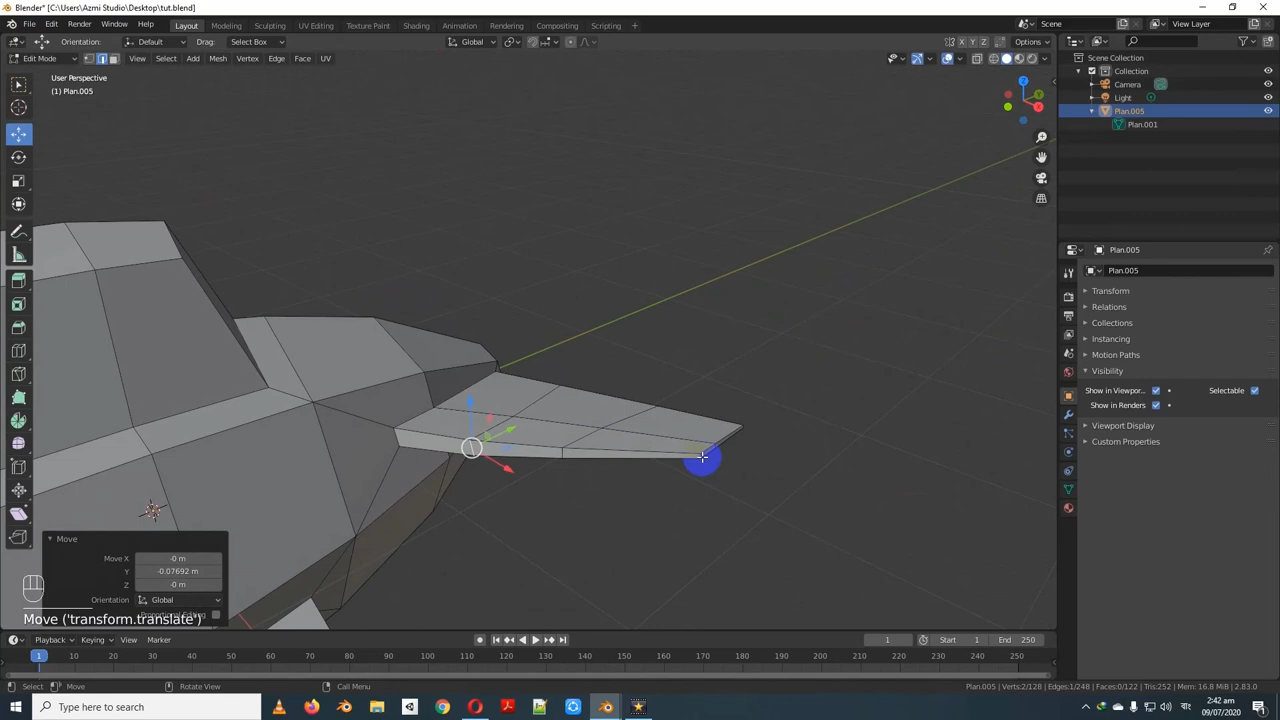 Blender* [C:\Users\Azmi Studio\Desktop\tut.blend]
File Edit Render Window Help Layout Modeling Sculpting UV Editing Texture Paint Shading Animation Rendering Compositing Scripting + Scene View Layer
Orientation: Default Drag: Select Box Global X Y Z Options
Edit Mode View Select Add Mesh Vertex Edge Face UV
User Perspective
(1) Plan.005
Z
Y
X
Scene Collection
Collection
Camera
Light
Plan.005
Plan.001
Plan.005
Plan.005
Transform
Relations
Collections
Instancing
Motion Paths
Visibility
Show in Viewpor.. Selectable
Show in Renders
Viewport Display
Custom Properties
Move
Move X -0 m
Y -0.07692 m
Z -0 m
Orientation Global
Proportional Editing
Move ('transform.translate')
Playback Keying View Marker 1 Start 1 End 250
1 10 20 30 40 50 60 70 80 90 100 110 120 130 140 150 160 170 180 190 200 210 220 230 240 250
Select Move Rotate View Call Menu Plan.005 | Verts:2/128 | Edges:1/248 | Faces:0/122 | Tris:252 | Mem: 16.8 MiB | 2.83.0
Type here to search
2:42 am
09/07/2020